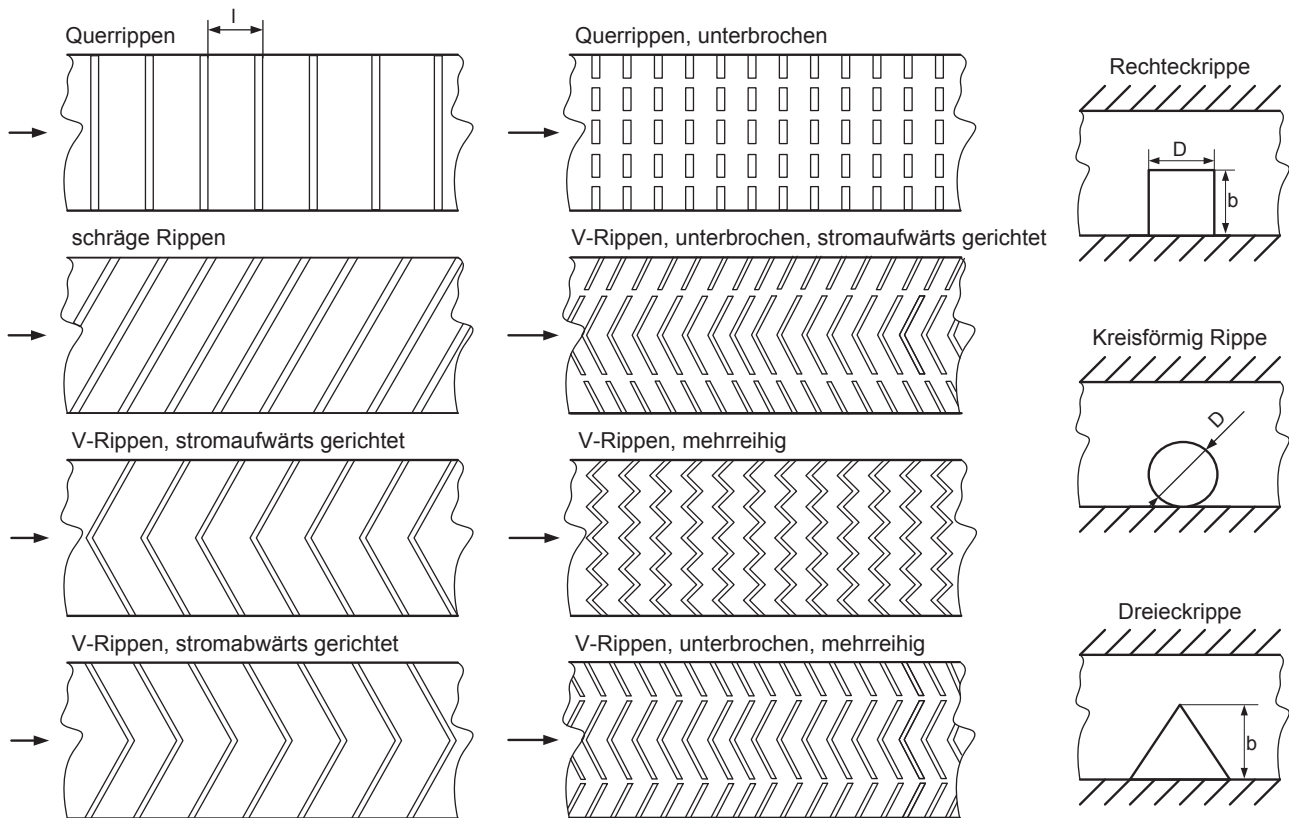 Querrippen
l
schräge Rippen
V-Rippen, stromaufwärts gerichtet
V-Rippen, stromabwärts gerichtet
Querrippen, unterbrochen
V-Rippen, unterbrochen, stromaufwärts gerichtet
V-Rippen, mehrreihig
V-Rippen, unterbrochen, mehrreihig
Rechteckrippe
D
b
Kreisförmig Rippe
D
Dreieckrippe
b